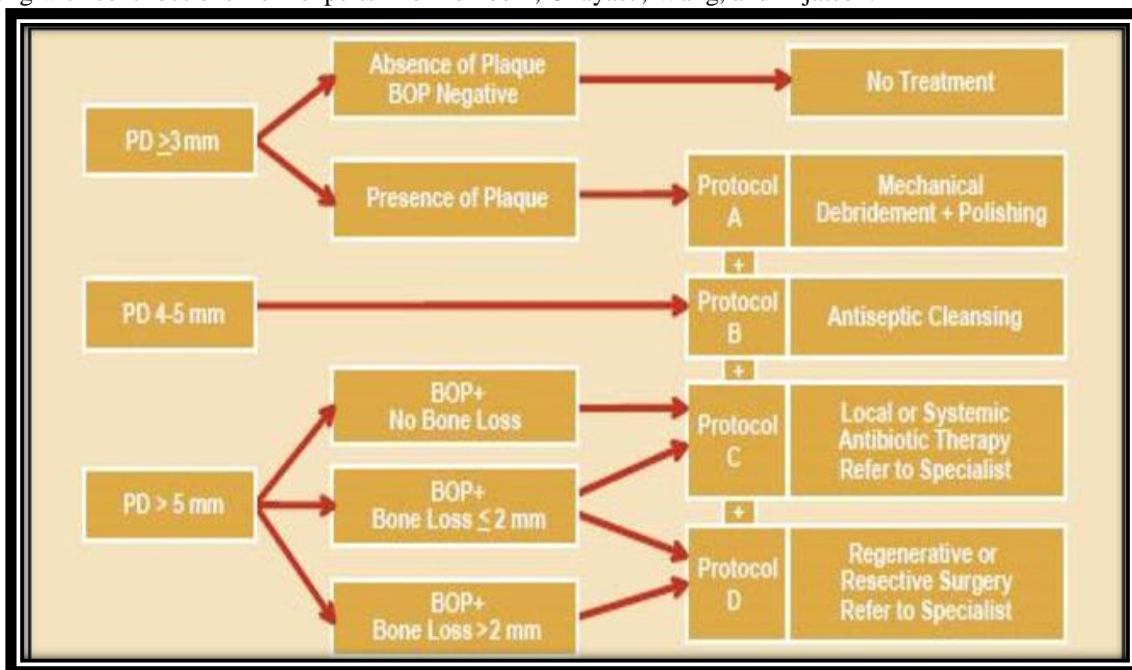 Absence of Plaque
BOP Negative
No Treatment
PD ≥3 mm
Presence of Plaque
Protocol
A
Mechanical
Debridement + Polishing
+
PD 4-5 mm
Protocol
B
Antiseptic Cleansing
+
BOP+
No Bone Loss
Protocol
C
Local or Systemic
Antibiotic Therapy
Refer to Specialist
PD > 5 mm
BOP+
Bone Loss ≤ 2 mm
+
BOP+
Bone Loss >2 mm
Protocol
D
Regenerative or
Resective Surgery
Refer to Specialist